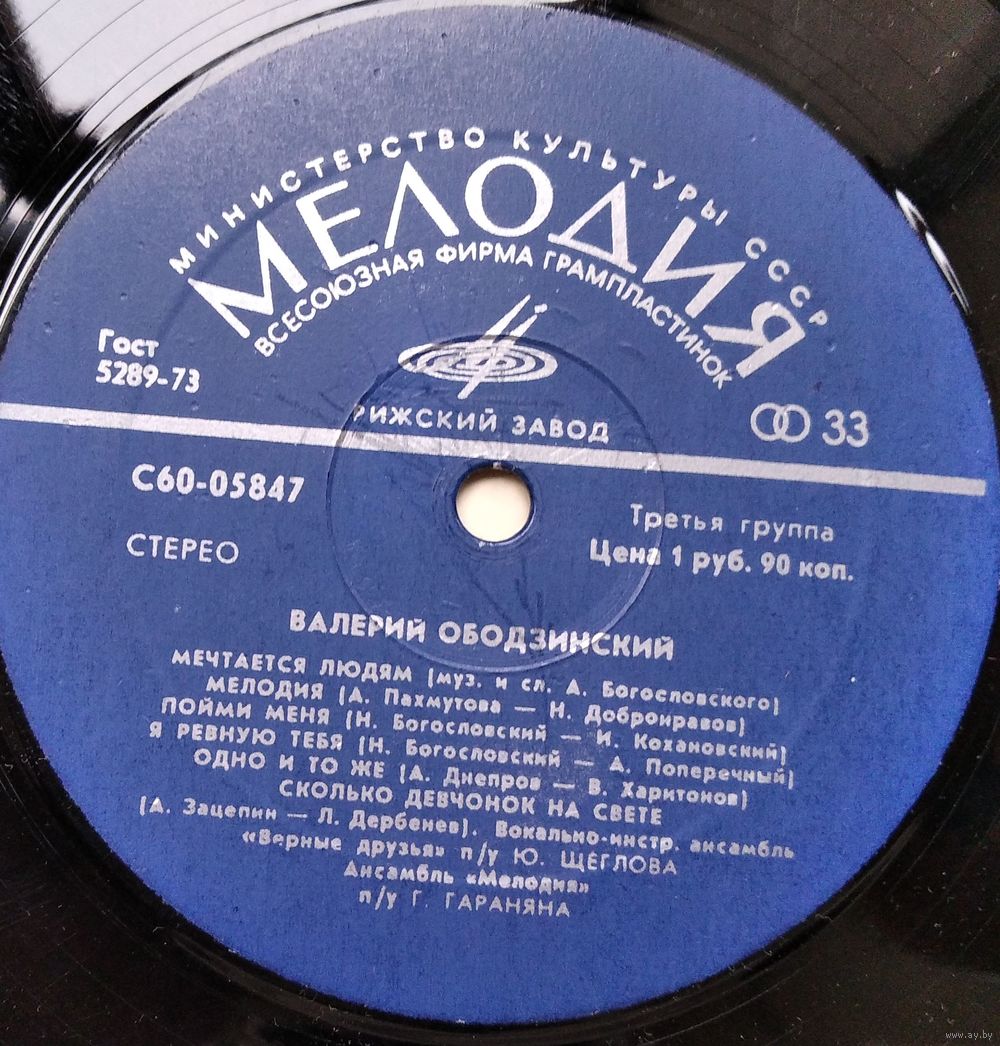 МИНИСТЕРСТВО КУЛЬТУРЫ СССР
МЕЛОДИЯ
ВСЕСОЮЗНАЯ ФИРМА ГРАМПЛАСТИНОК
Гост
5289-73
РИЖСКИЙ ЗАВОД
33
С60-05847
СТЕРЕО
Третья группа
Цена 1 руб. 90 коп.
ВАЛЕРИЙ ОБОДЗИНСКИЙ
МЕЧТАЕТСЯ ЛЮДЯМ (муз. и сл. А. Богословского)
МЕЛОДИЯ (А. Пахмутова — Н. Добронравов)
ПОЙМИ МЕНЯ (Н. Богословский — И. Кохановский)
Я РЕВНУЮ ТЕБЯ (Н. Богословский — А. Поперечный)
ОДНО И ТО ЖЕ (А. Днепров — В. Харитонов)
СКОЛЬКО ДЕВЧОНОК НА СВЕТЕ
(А. Зацепин — Л. Дербенев). Вокально-инстр. ансамбль
«Верные друзья» п/у Ю. ЩЕГЛОВА
Ансамбль «Мелодия»
п/у Г. ГАРАНЯНА
www.ay.by